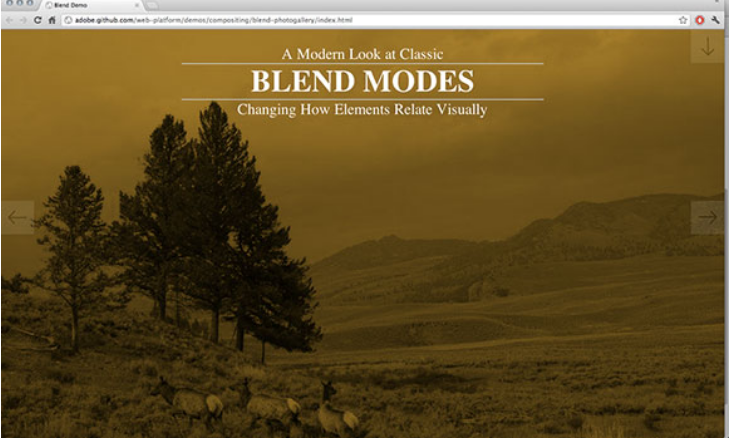 Blend Demo
adobe.github.com/web-platform/demos/compositing/blend-photogallery/index.html
A Modern Look at Classic
BLEND MODES
Changing How Elements Relate Visually